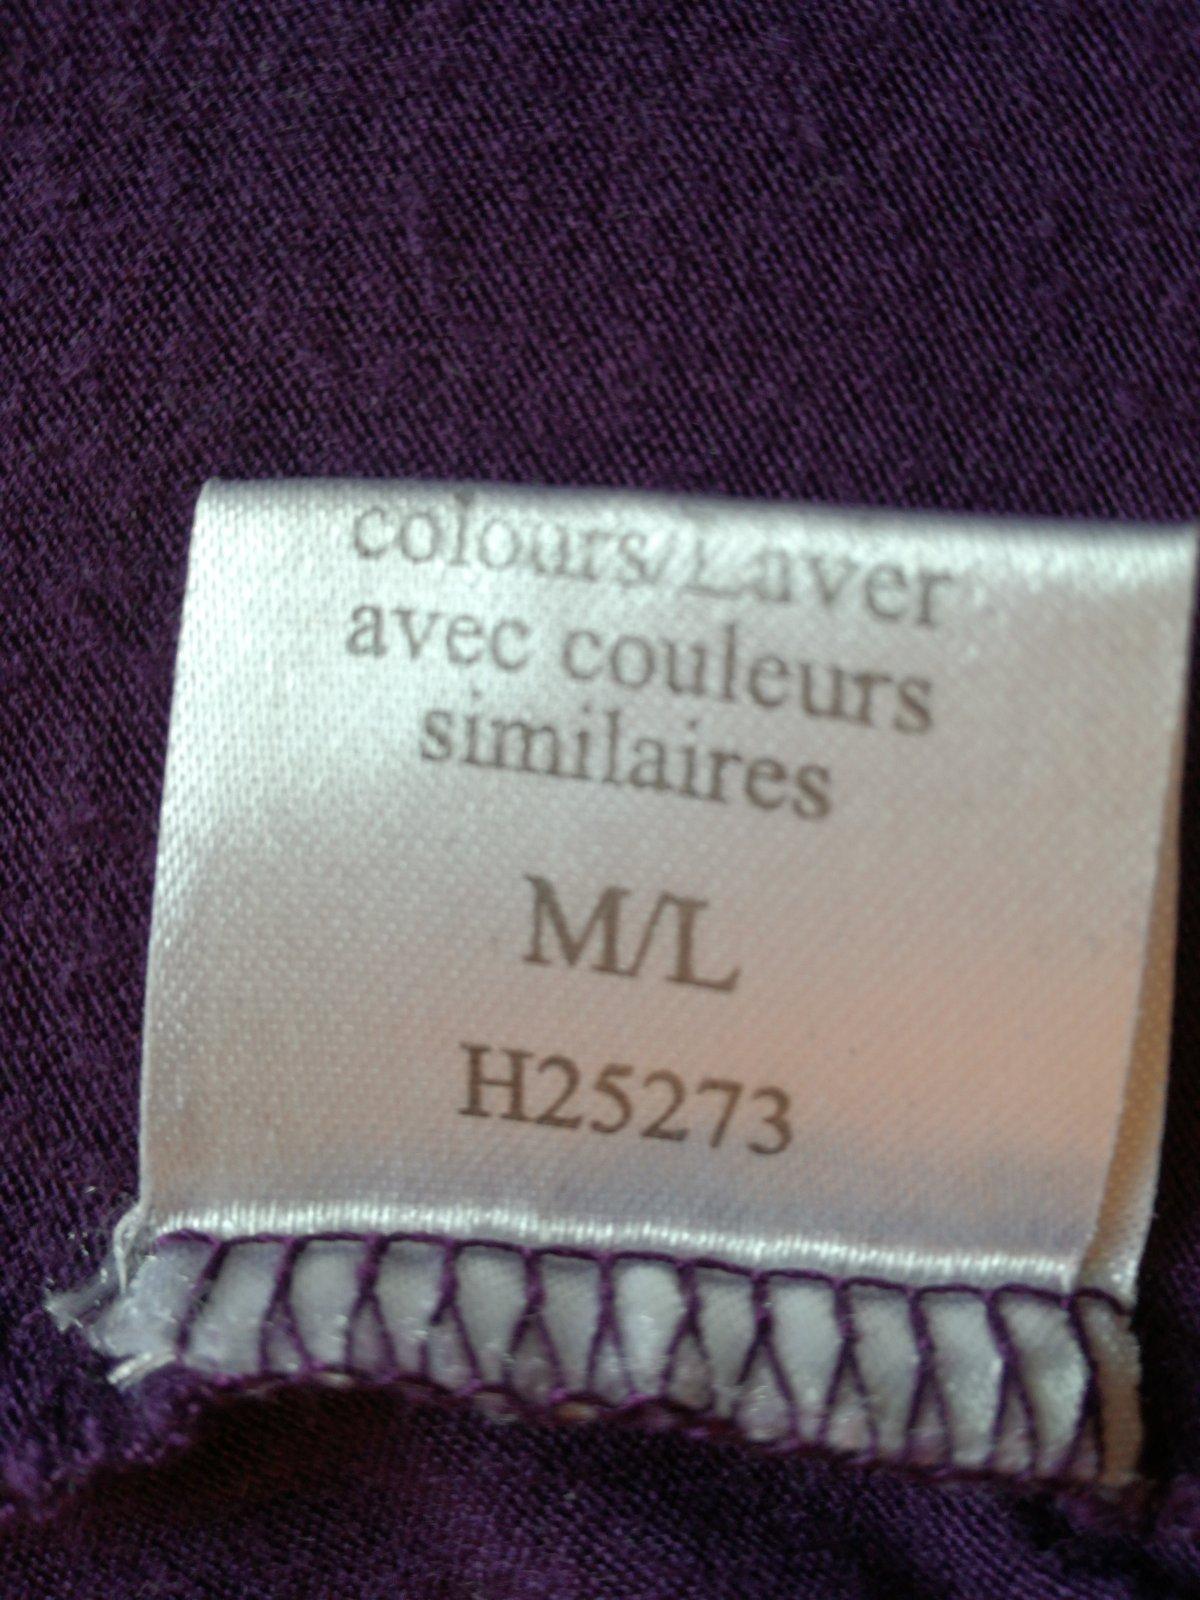 colours/Laver
avec couleurs
similaires
M/L
H25273